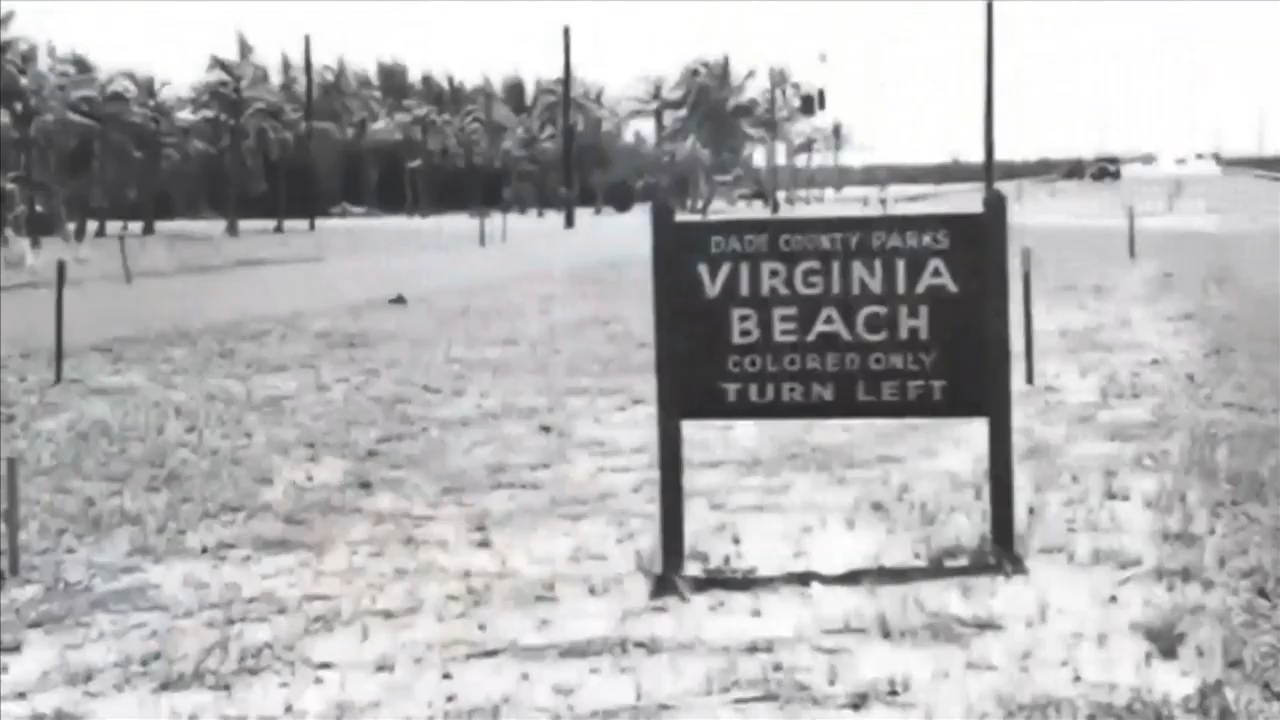 DADE COUNTY PARKS
VIRGINIA
BEACH
COLORED ONLY
TURN LEFT